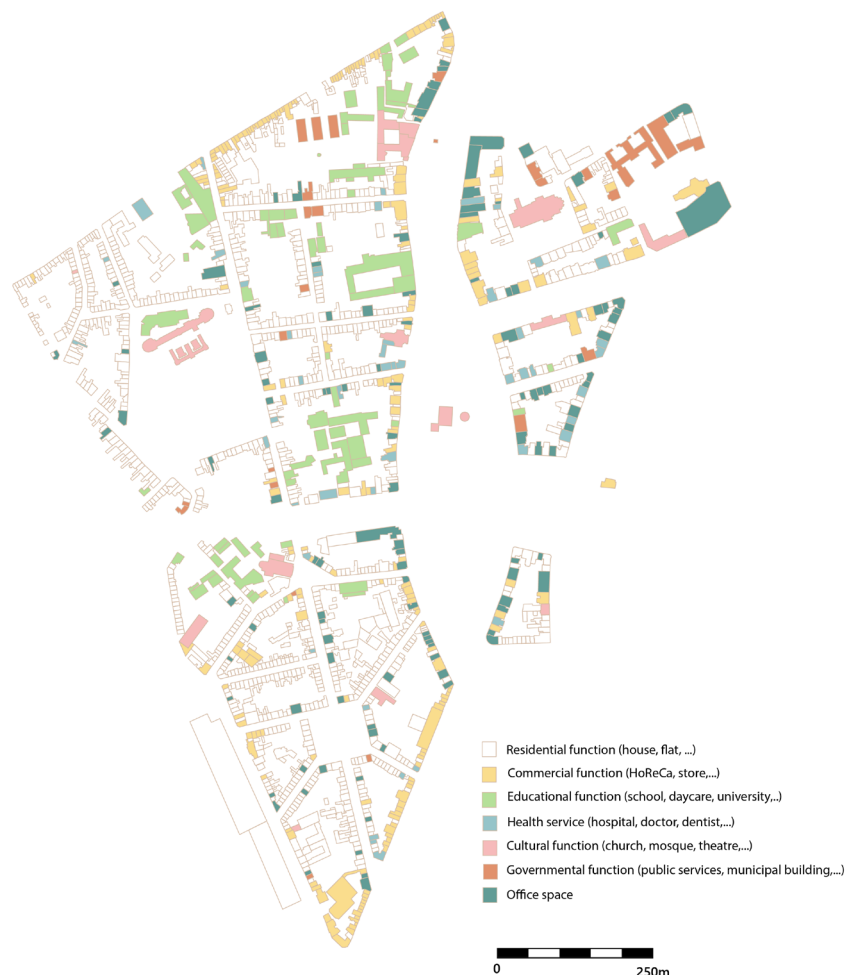 Residential function (house, flat, ...)
Commercial function (HoReCa, store,...)
Educational function (school, daycare, university,..)
Health service (hospital, doctor, dentist,...)
Cultural function (church, mosque, theatre,...)
Governmental function (public services, municipal building,...)
Office space
0 250m